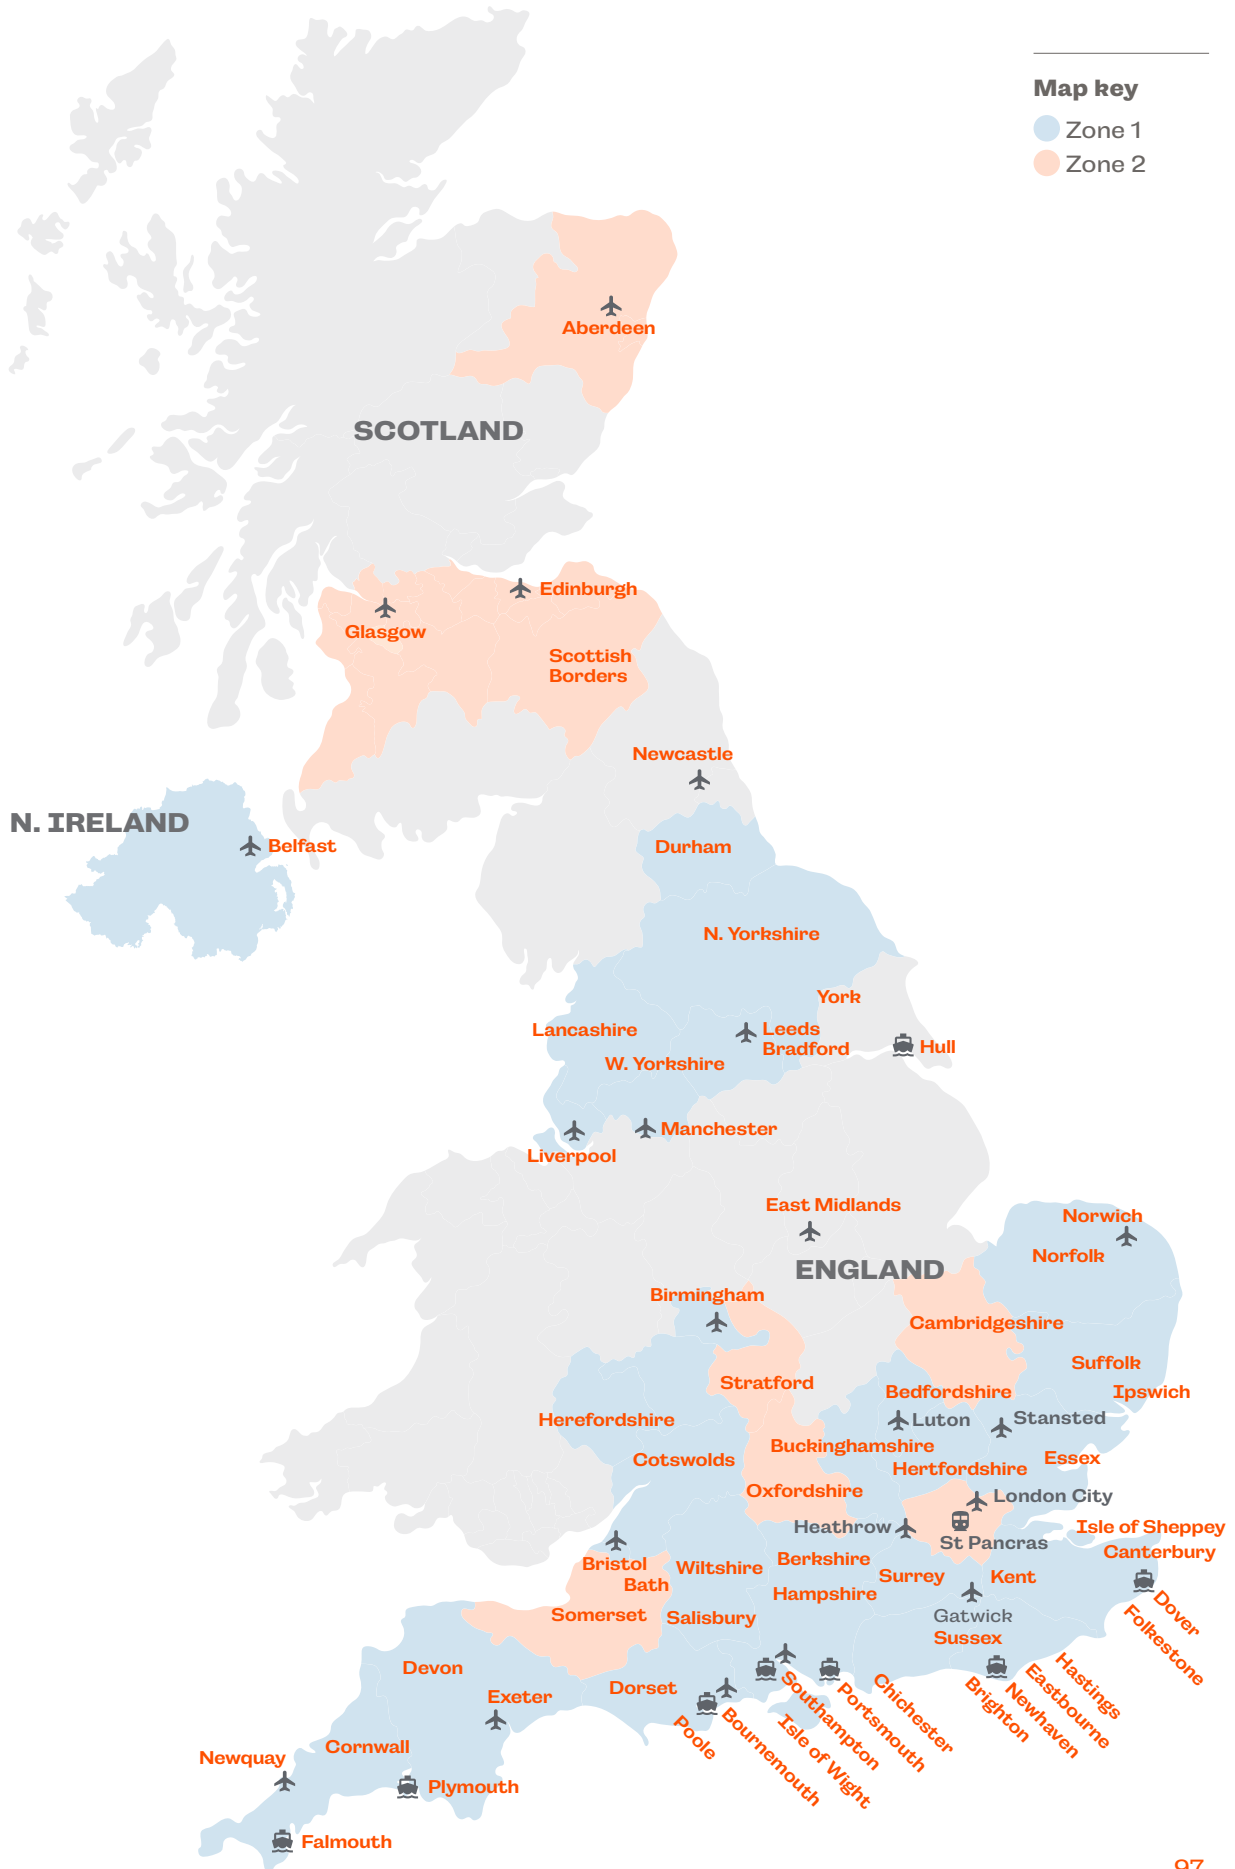 Map key
Zone 1
Zone 2
Aberdeen
SCOTLAND
Edinburgh
Glasgow
Scottish
Borders
Newcastle
N. IRELAND
Belfast
Durham
N. Yorkshire
York
Lancashire
Leeds
Bradford
Hull
W. Yorkshire
Manchester
Liverpool
East Midlands
Norwich
Norfolk
ENGLAND
Birmingham
Cambridgeshire
Suffolk
Stratford
Bedfordshire
Ipswich
Herefordshire
Luton
Stansted
Buckinghamshire
Cotswolds
Essex
Hertfordshire
Oxfordshire
London City
Heathrow
Isle of Sheppey
St Pancras
Canterbury
Bristol
Berkshire
Wiltshire
Surrey
Kent
Bath
Hampshire
Dover
Folkestone
Somerset
Salisbury
Gatwick
Sussex
Devon
Hastings
Eastbourne
Newhaven
Brighton
Exeter
Dorset
Chichester
Portsmouth
Southampton
Isle of Wight
Bournemouth
Poole
Cornwall
Newquay
Plymouth
Falmouth
97